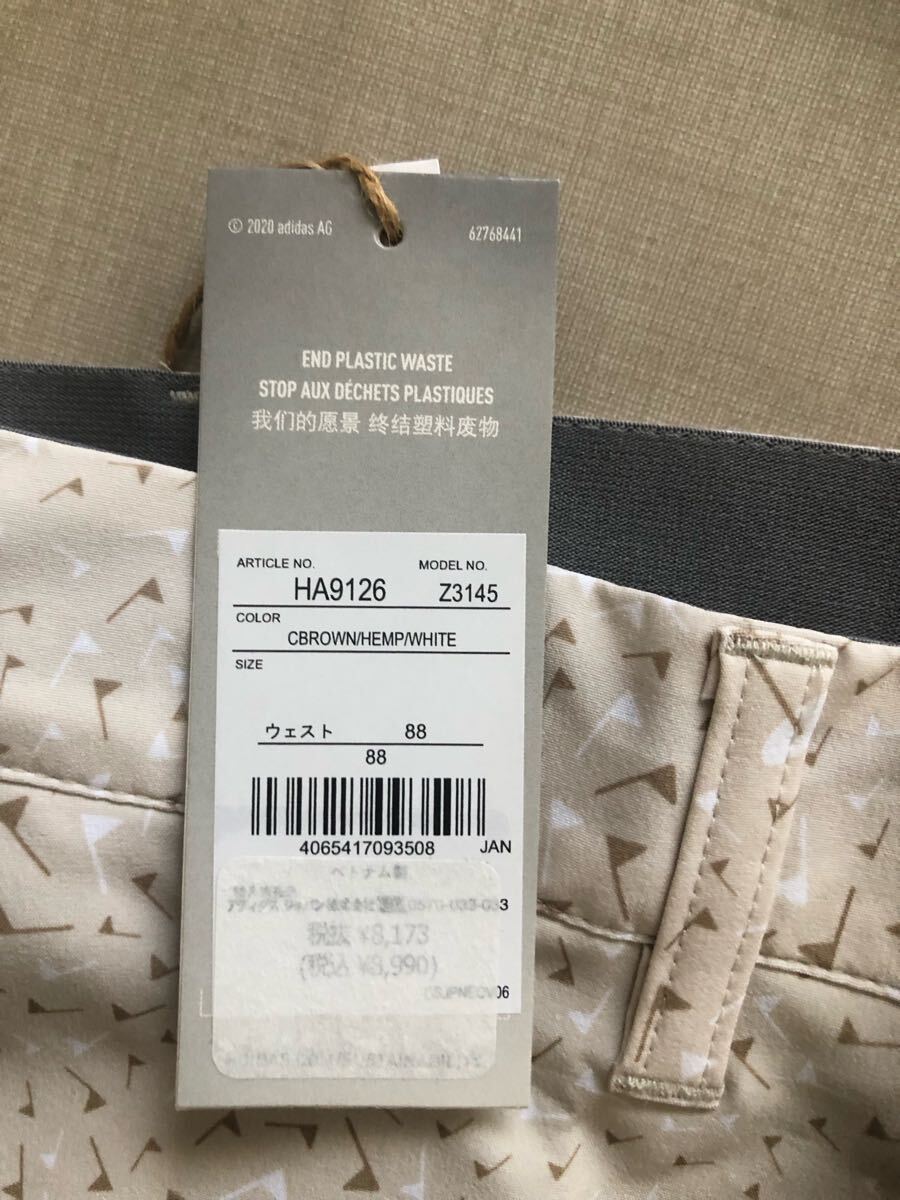 © 2020 adidas AG
62768441
END PLASTIC WASTE
STOP AUX DÉCHETS PLASTIQUES
我们的愿景 终结塑料废物
ARTICLE NO. MODEL NO.
HA9126 Z3145
COLOR
CBROWN/HEMP/WHITE
SIZE
ウェスト 88
88
4065417093508 JAN
ベトナム製
アディダス ジャパン株式会社
税抜 ¥8,173
(税込 ¥8,990)